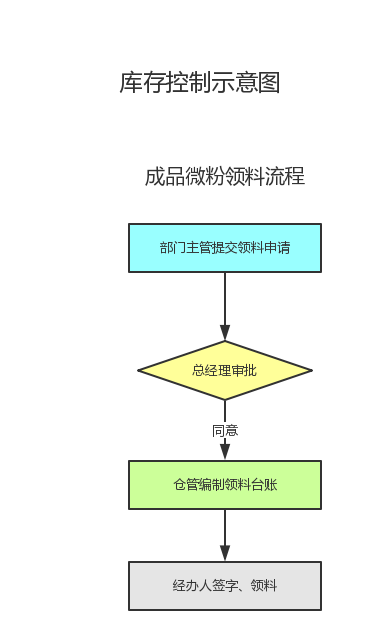 库存控制示意图
成品微粉领料流程
部门主管提交领料申请
总经理审批
同意
仓管编制领料台账
经办人签字、领料